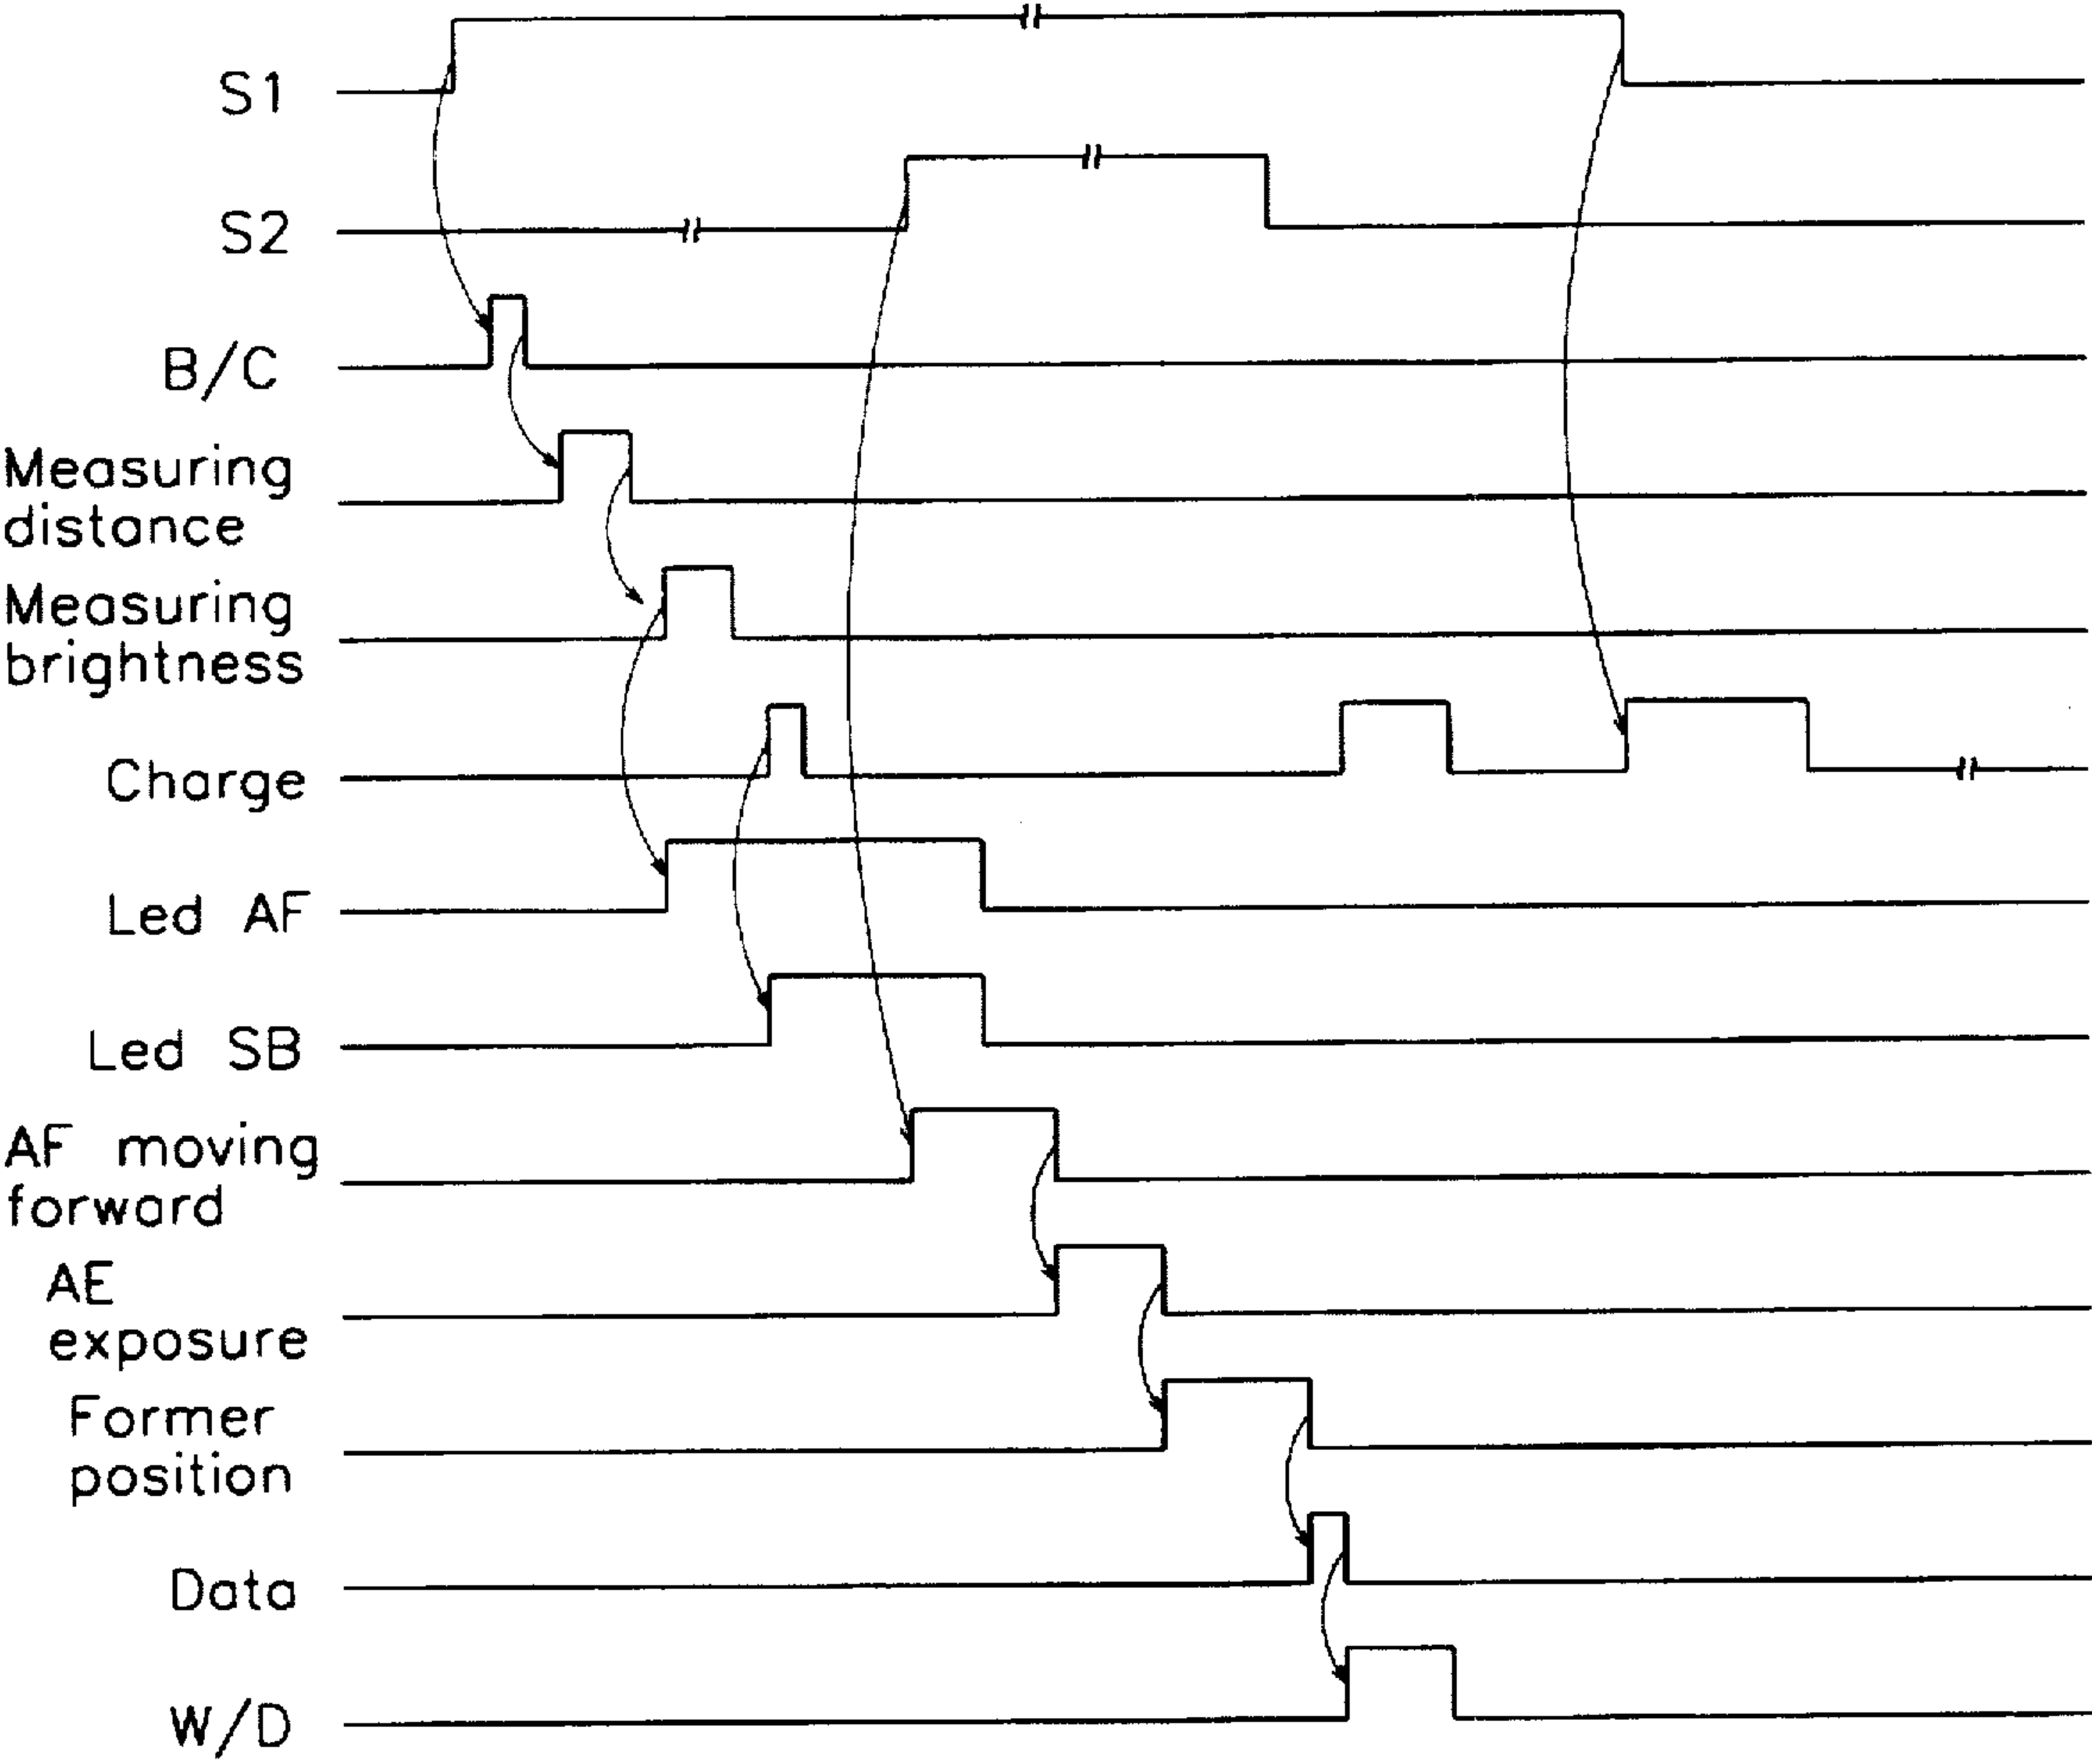 S1
S2
B/C
Measuring
distance
Measuring
brightness
Charge
Led AF
Led SB
AF moving
forward
AE
exposure
Former
position
Data
W/D